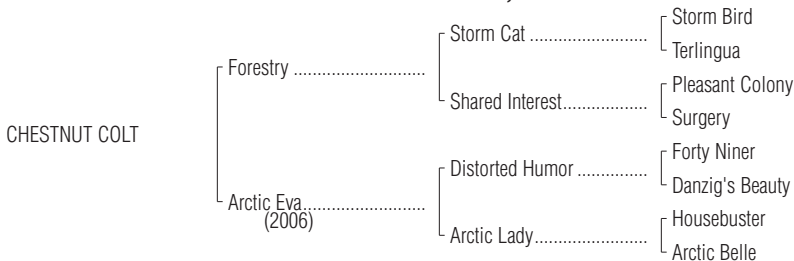 Storm Bird
Storm Cat ........................
Terlingua
Forestry ...........................
Pleasant Colony
Shared Interest.................
Surgery
CHESTNUT COLT
Forty Niner
Distorted Humor ..............
Danzig's Beauty
Arctic Eva.........................
(2006)
Housebuster
Arctic Lady.......................
Arctic Belle